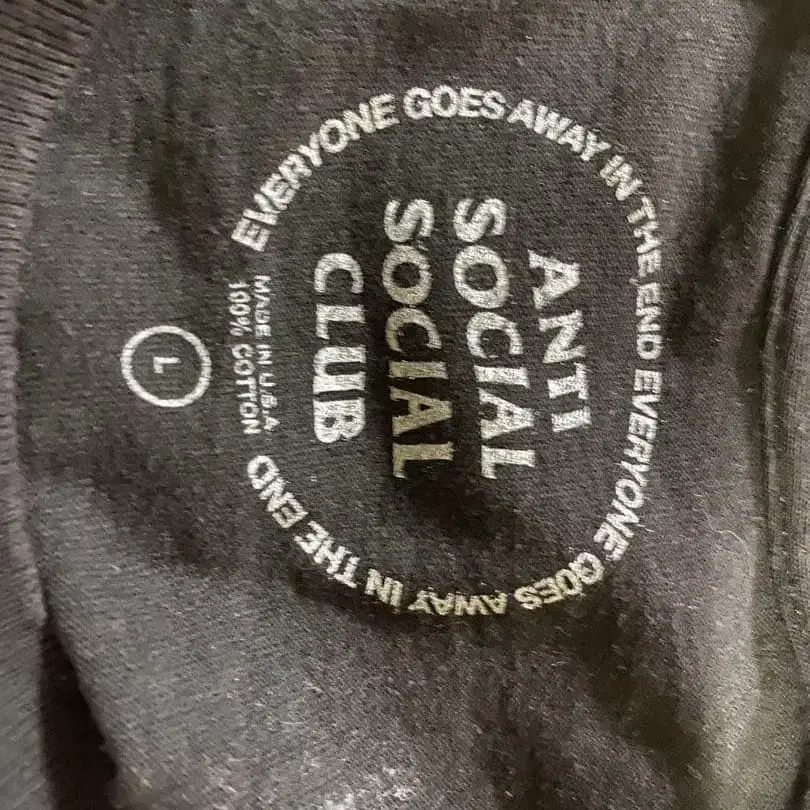 EVERYONE GOES AWAY IN THE END EVERYONE GOES AWAY IN THE END
ANTI
SOCIAL
SOCIAL
CLUB
MADE IN U.S.A
100% COTTON
L